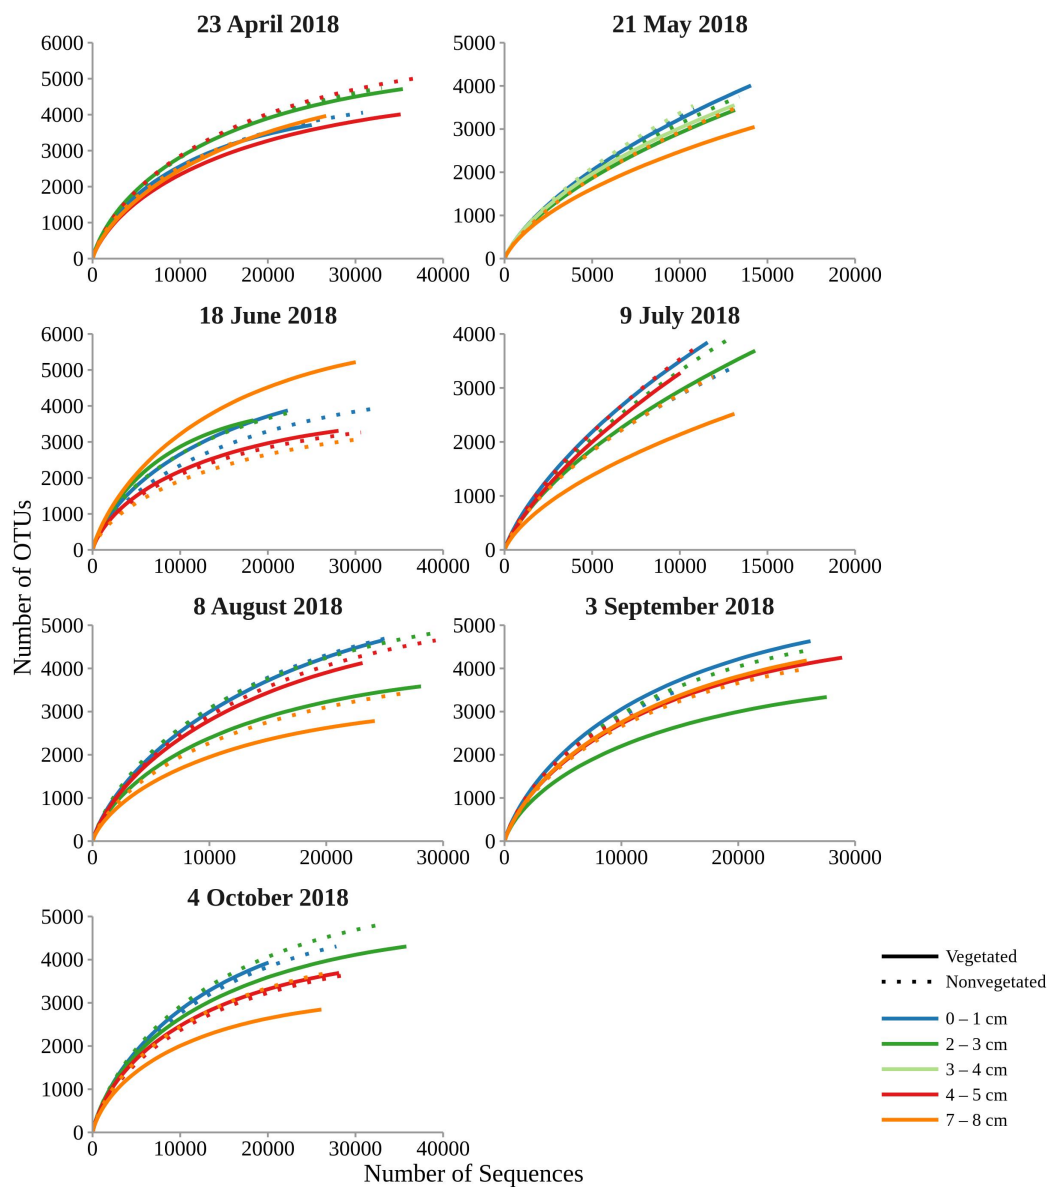 23 April 2018
6000
5000
4000
3000
2000
1000
0
0 10000 20000 30000 40000
21 May 2018
5000
4000
3000
2000
1000
0
0 5000 10000 15000 20000
18 June 2018
6000
5000
4000
3000
2000
1000
0
0 10000 20000 30000 40000
9 July 2018
4000
3000
2000
1000
0
0 5000 10000 15000 20000
Number of OTUs
8 August 2018
5000
4000
3000
2000
1000
0
0 10000 20000 30000
3 September 2018
5000
4000
3000
2000
1000
0
0 10000 20000 30000
4 October 2018
5000
4000
3000
2000
1000
0
0 10000 20000 30000 40000
Number of Sequences
Vegetated
Nonvegetated
0 – 1 cm
2 – 3 cm
3 – 4 cm
4 – 5 cm
7 – 8 cm